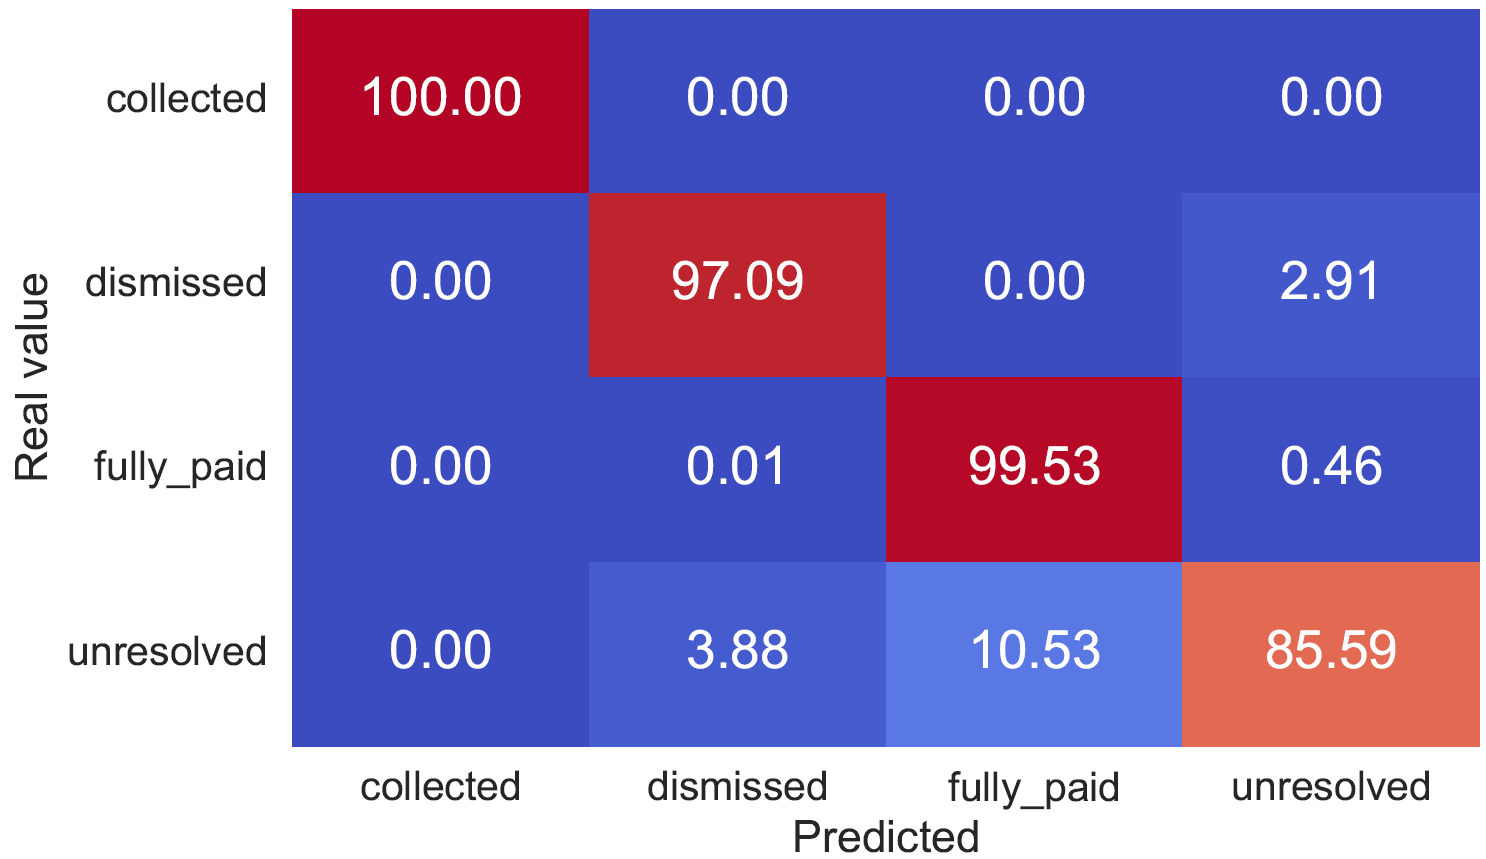 collected 100.00 0.00 0.00 0.00
dismissed 0.00 97.09 0.00 2.91
fully_paid 0.00 0.01 99.53 0.46
unresolved 0.00 3.88 10.53 85.59
collected dismissed fully_paid unresolved
Predicted
Real value